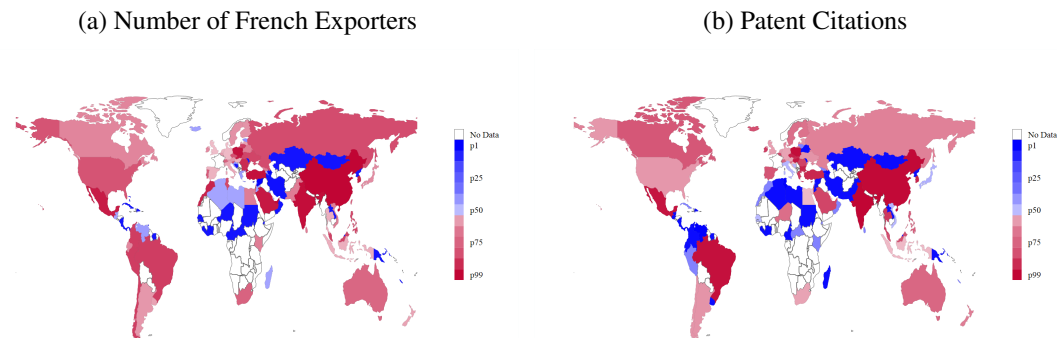 (a) Number of French Exporters
(b) Patent Citations
No Data
p1
p25
p50
p75
p99
No Data
p1
p25
p50
p75
p99